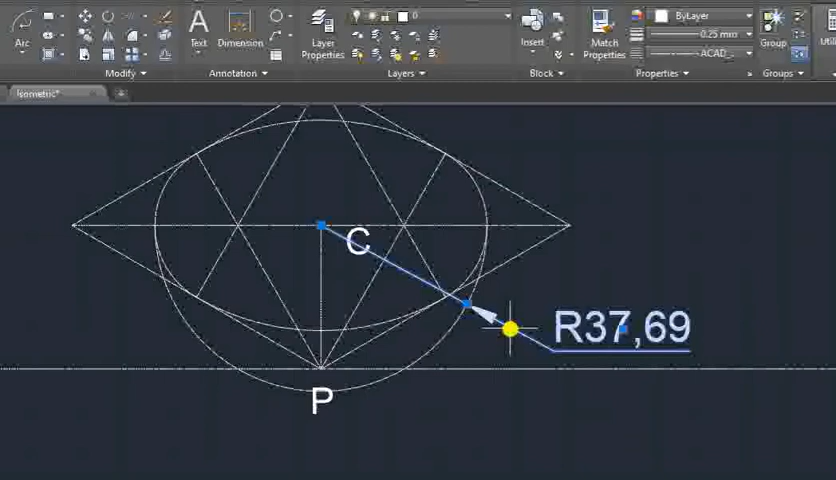 0
ByLayer
0.25 mm
ACAD...
Arc
Text
Dimension
Layer
Properties
Insert
Match
Properties
Group
Modify
Annotation
Layers
Block
Properties
Groups
Isometric*
C
R37,69
P